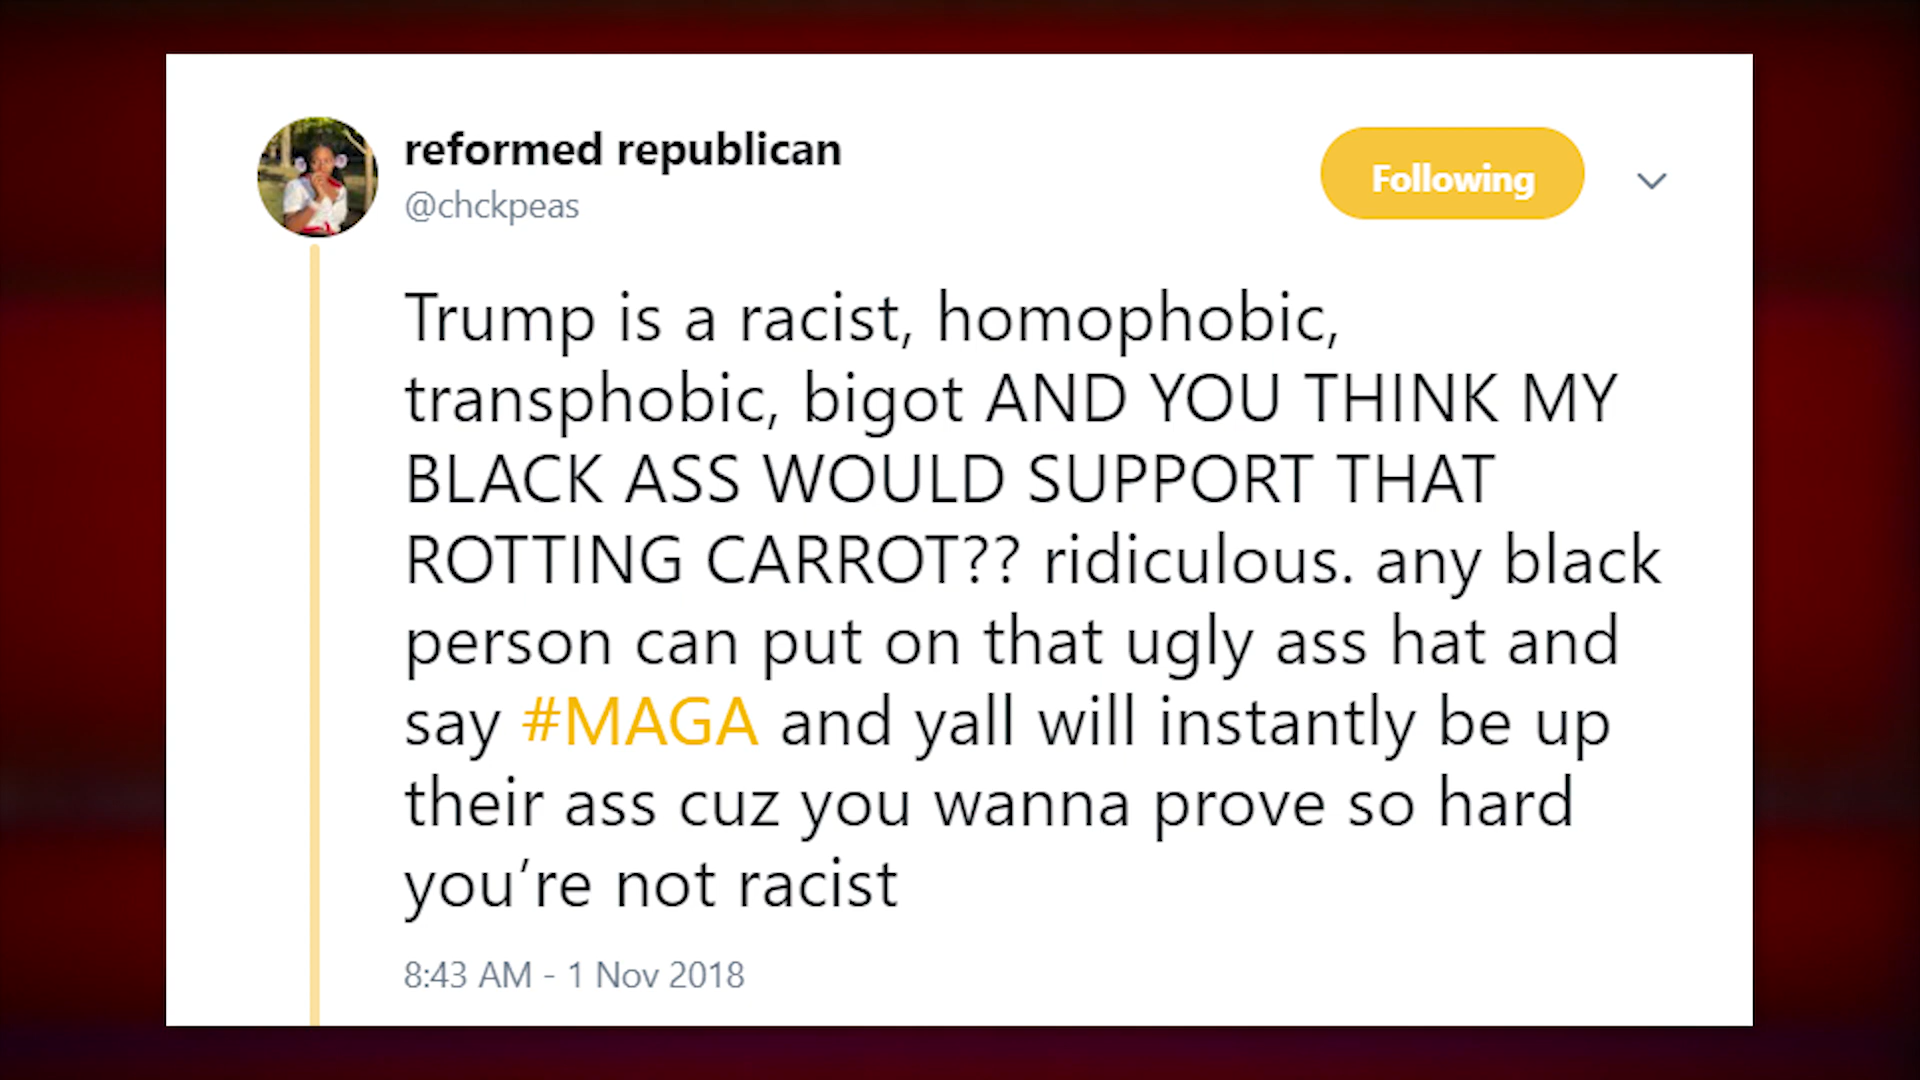 reformed republican
@chckpeas
Following
Trump is a racist, homophobic,
transphobic, bigot AND YOU THINK MY
BLACK ASS WOULD SUPPORT THAT
ROTTING CARROT?? ridiculous. any black
person can put on that ugly ass hat and
say #MAGA and yall will instantly be up
their ass cuz you wanna prove so hard
you’re not racist
8:43 AM - 1 Nov 2018